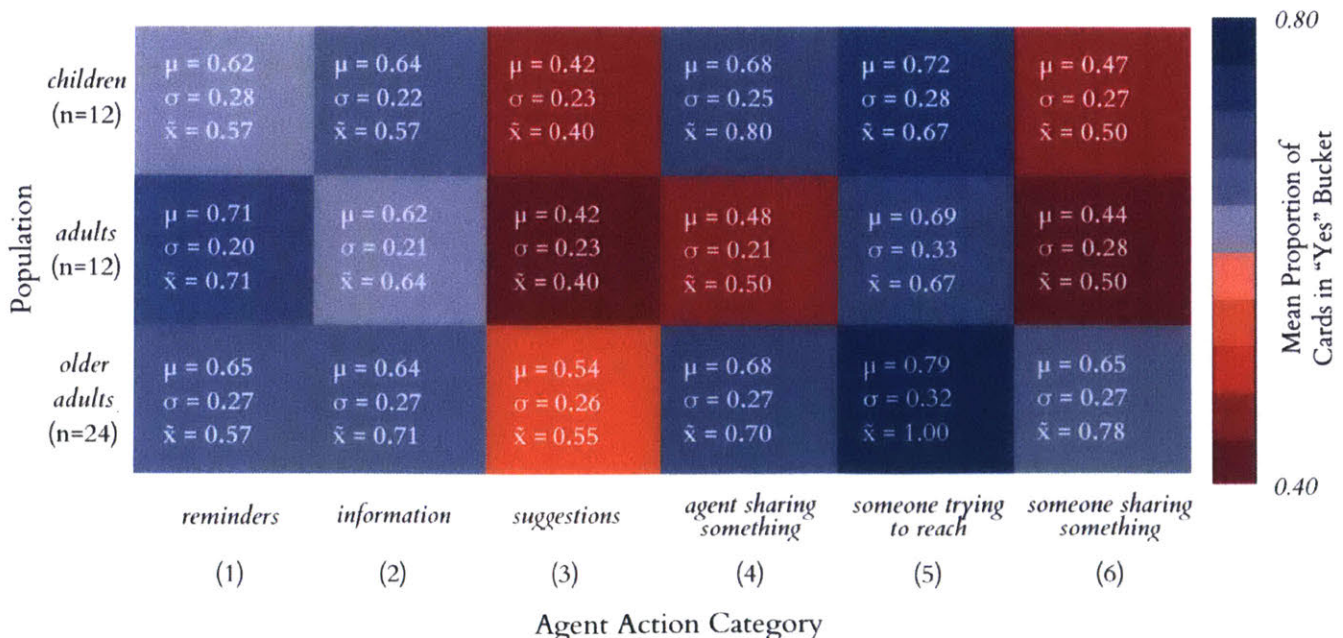 0.80
children
(n=12)
μ = 0.62
σ = 0.28
x̃ = 0.57
μ = 0.64
σ = 0.22
x̃ = 0.57
μ = 0.42
σ = 0.23
x̃ = 0.40
μ = 0.68
σ = 0.25
x̃ = 0.80
μ = 0.72
σ = 0.28
x̃ = 0.67
μ = 0.47
σ = 0.27
x̃ = 0.50
Population
adults
(n=12)
μ = 0.71
σ = 0.20
x̃ = 0.71
μ = 0.62
σ = 0.21
x̃ = 0.64
μ = 0.42
σ = 0.23
x̃ = 0.40
μ = 0.48
σ = 0.21
x̃ = 0.50
μ = 0.69
σ = 0.33
x̃ = 0.67
μ = 0.44
σ = 0.28
x̃ = 0.50
Mean Proportion of
Cards in "Yes" Bucket
older
adults
(n=24)
μ = 0.65
σ = 0.27
x̃ = 0.57
μ = 0.64
σ = 0.27
x̃ = 0.71
μ = 0.54
σ = 0.26
x̃ = 0.55
μ = 0.68
σ = 0.27
x̃ = 0.70
μ = 0.79
σ = 0.32
x̃ = 1.00
μ = 0.65
σ = 0.27
x̃ = 0.78
0.40
reminders
information
suggestions
agent sharing
something
someone trying
to reach
someone sharing
something
(1)
(2)
(3)
(4)
(5)
(6)
Agent Action Category